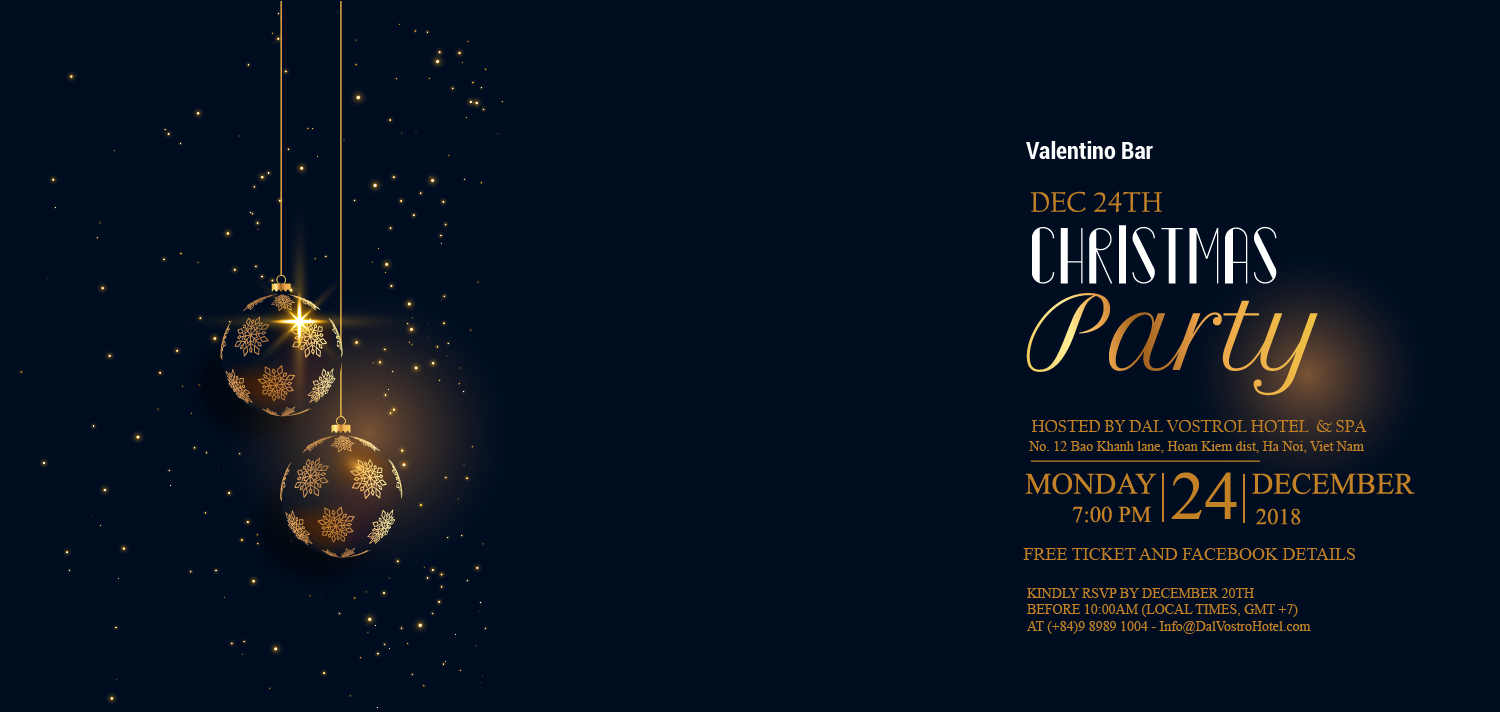 Valentino Bar
DEC 24TH
CHRISTMAS
Party
HOSTED BY DAL VOSTROL HOTEL & SPA
No. 12 Bao Khanh lane, Hoan Kiem dist, Ha Noi, Viet Nam
MONDAY 24 DECEMBER
7:00 PM 2018
FREE TICKET AND FACEBOOK DETAILS
KINDLY RSVP BY DECEMBER 20TH
BEFORE 10:00AM (LOCAL TIMES, GMT +7)
AT (+84)9 8989 1004 - Info@DalVostroHotel.com